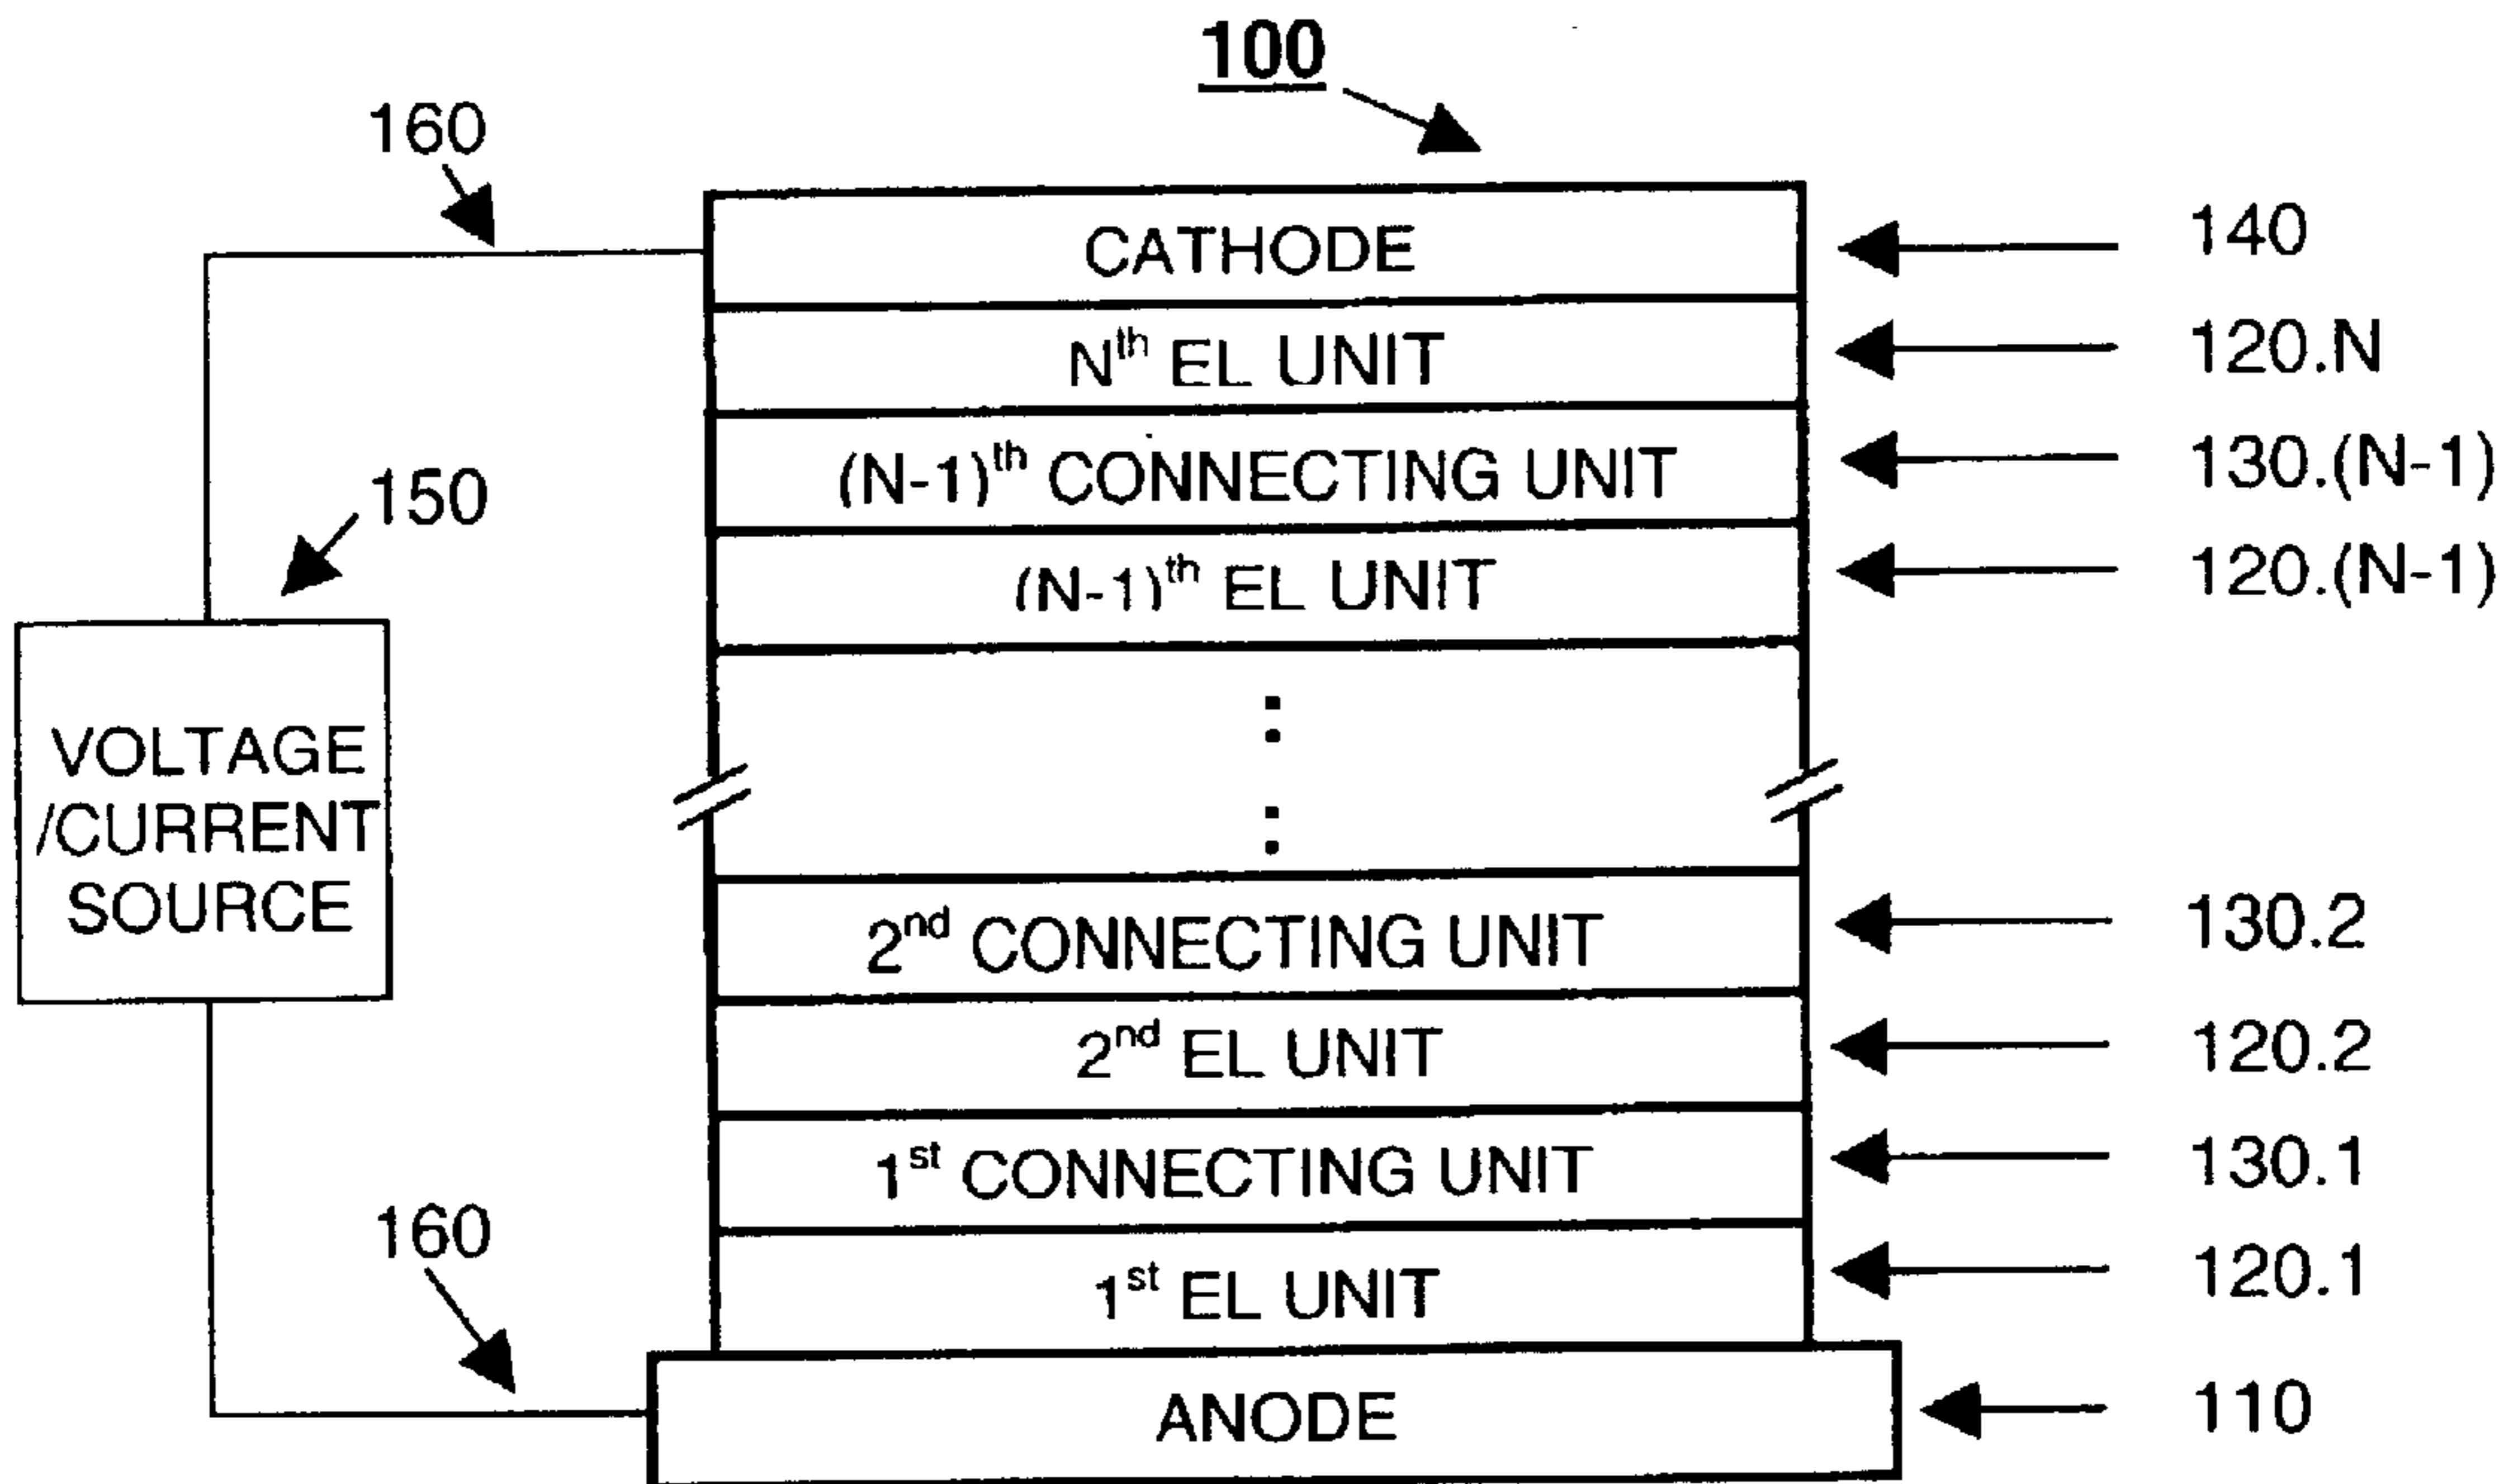 100
160
CATHODE
140
Nth EL UNIT
120.N
(N-1)th CONNECTING UNIT
130.(N-1)
150
(N-1)th EL UNIT
120.(N-1)
VOLTAGE
/CURRENT
SOURCE
2nd CONNECTING UNIT
130.2
2nd EL UNIT
120.2
1st CONNECTING UNIT
130.1
160
1st EL UNIT
120.1
ANODE
110